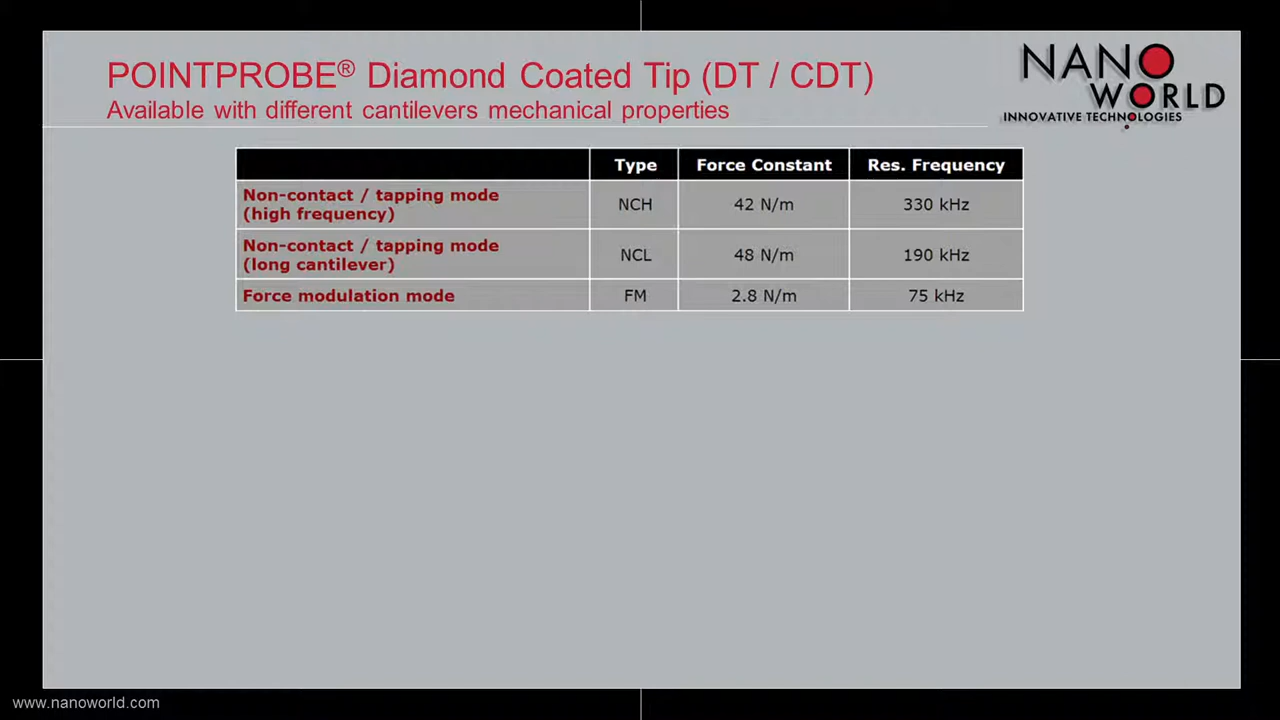 POINTPROBE® Diamond Coated Tip (DT / CDT)
Available with different cantilevers mechanical properties
NANO
WORLD
INNOVATIVE TECHNOLOGIES
Type Force Constant Res. Frequency
Non-contact / tapping mode
(high frequency) NCH 42 N/m 330 kHz
Non-contact / tapping mode
(long cantilever) NCL 48 N/m 190 kHz
Force modulation mode FM 2.8 N/m 75 kHz
www.nanoworld.com